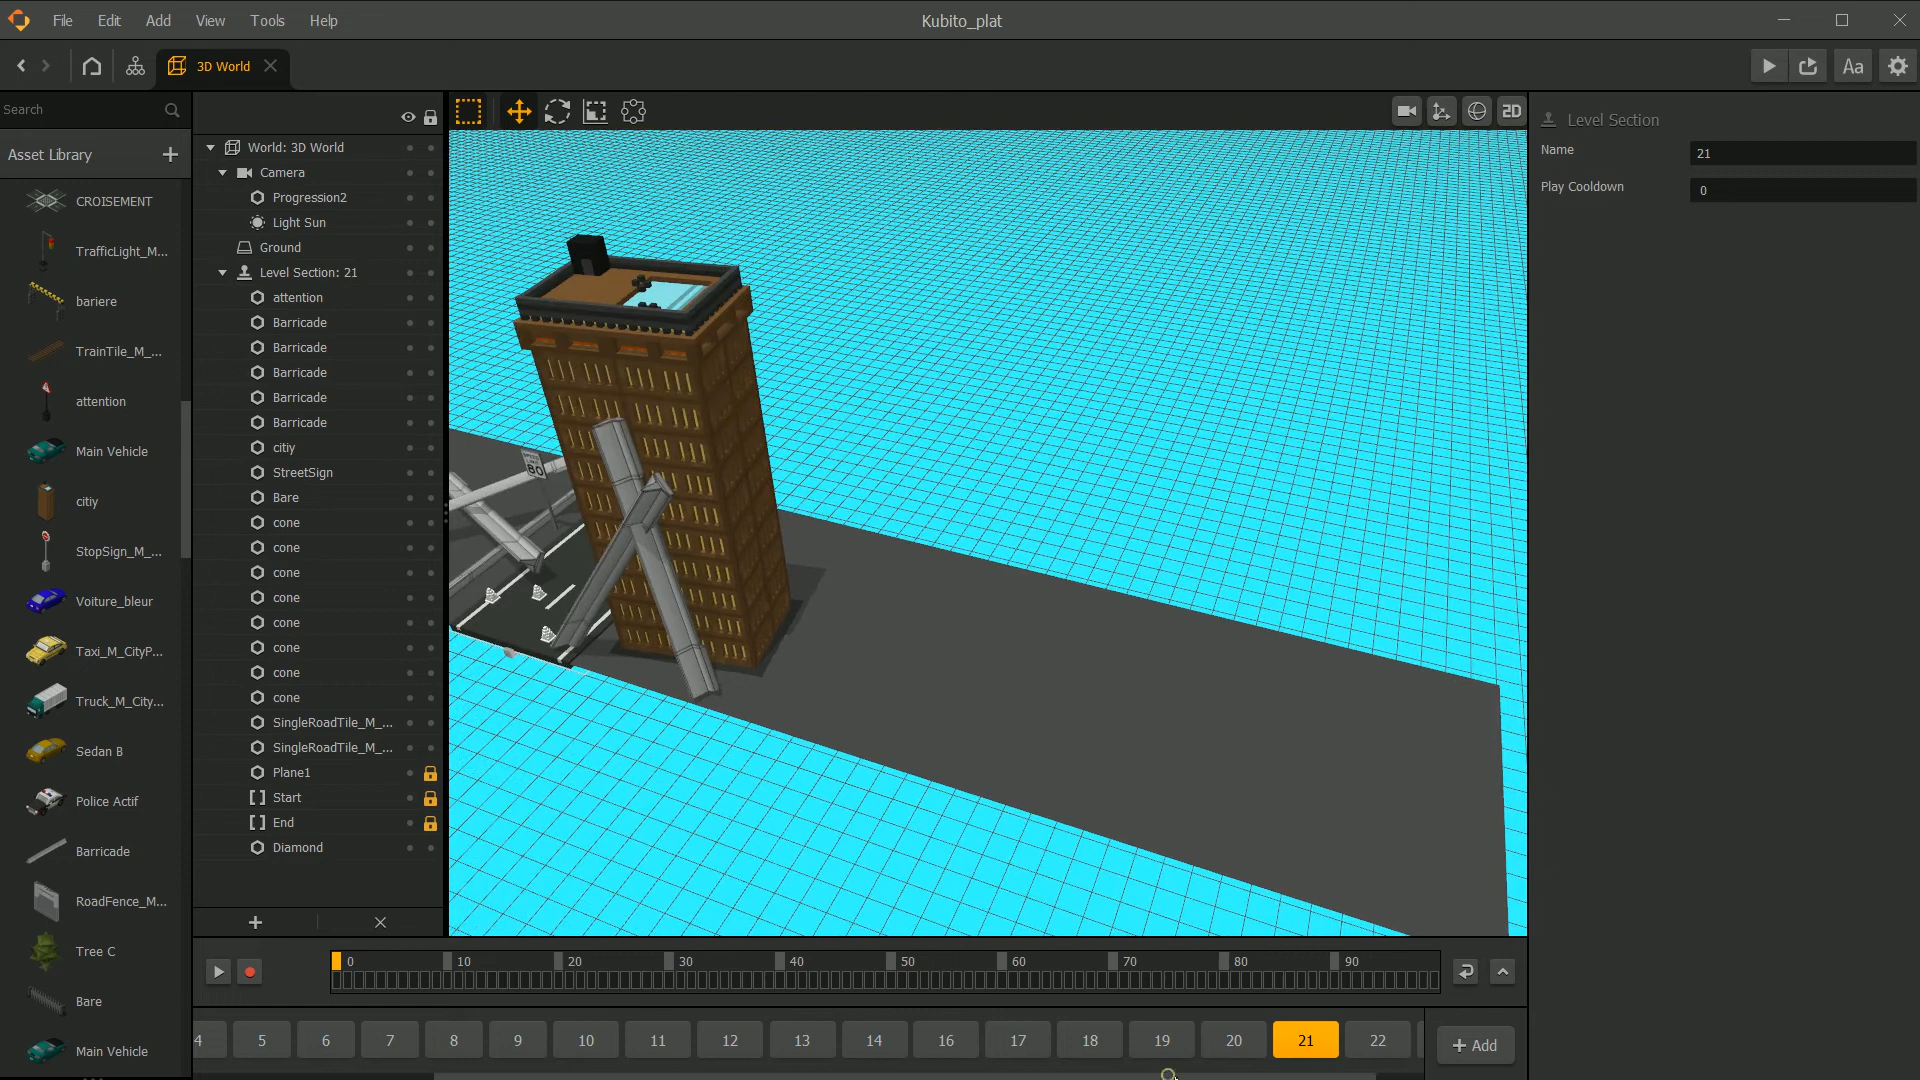 File Edit View Add View Tools Help
Kubito_plat
3D World
Aa
Search
Asset Library
CROISEMENT
TrafficLight_M...
bariere
TrainTile_M_...
attention
Main Vehicle
citiy
StopSign_M_...
Voiture_bleur
Taxi_M_CityP...
Truck_M_City...
Sedan B
Police Actif
Barricade
RoadFence_M...
Tree C
Bare
Main Vehicle
World: 3D World
Camera
Progression2
Light Sun
Ground
Level Section: 21
attention
Barricade
Barricade
Barricade
Barricade
Barricade
citiy
StreetSign
Bare
cone
cone
cone
cone
cone
cone
cone
cone
SingleRoadTile_M_...
SingleRoadTile_M_...
Plane1
Start
End
Diamond
2D
80
Level Section
Name 21
Play Cooldown 0
0 10 20 30 40 50 60 70 80 90
4 5 6 7 8 9 10 11 12 13 14 16 17 18 19 20 21 22
+ Add